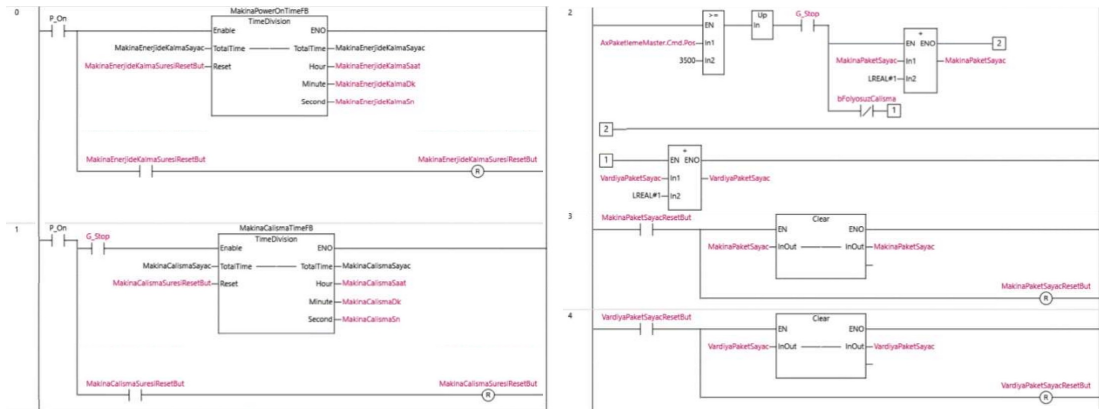 0
P_On
MakinaPowerOnTimeFB
TimeDivision
Enable ENO
MakinaEnerjideKalmaSayac TotalTime TotalTime MakinaEnerjideKalmaSayac
MakinaEnerjideKalmaSuresiResetBut Reset Hour MakinaEnerjideKalmaSaat
Minute MakinaEnerjideKalmaDk
Second MakinaEnerjideKalmaSn
MakinaEnerjideKalmaSuresiResetBut MakinaEnerjideKalmaSuresiResetBut
R
1
P_On
G_Stop
MakinaCalismaTimeFB
TimeDivision
Enable ENO
MakinaCalismaSayac TotalTime TotalTime MakinaCalismaSayac
MakinaCalismaSuresiResetBut Reset Hour MakinaCalismaSaat
Minute MakinaCalismaDk
Second MakinaCalismaSn
MakinaCalismaSuresiResetBut MakinaCalismaSuresiResetBut
R
2
>=
EN
AxPaketlemeMaster.Cmd.Pos In1
3500 In2
Up
In
G_Stop
+
EN ENO 2
MakinaPaketSayac In1 MakinaPaketSayac
LREAL#1 In2
bFolyosuzCalisma
1
2
1
+
EN ENO
VardiyaPaketSayac In1 VardiyaPaketSayac
LREAL#1 In2
3
MakinaPaketSayacResetBut
Clear
EN ENO
MakinaPaketSayac InOut InOut MakinaPaketSayac
MakinaPaketSayacResetBut
R
4
VardiyaPaketSayacResetBut
Clear
EN ENO
VardiyaPaketSayac InOut InOut VardiyaPaketSayac
VardiyaPaketSayacResetBut
R